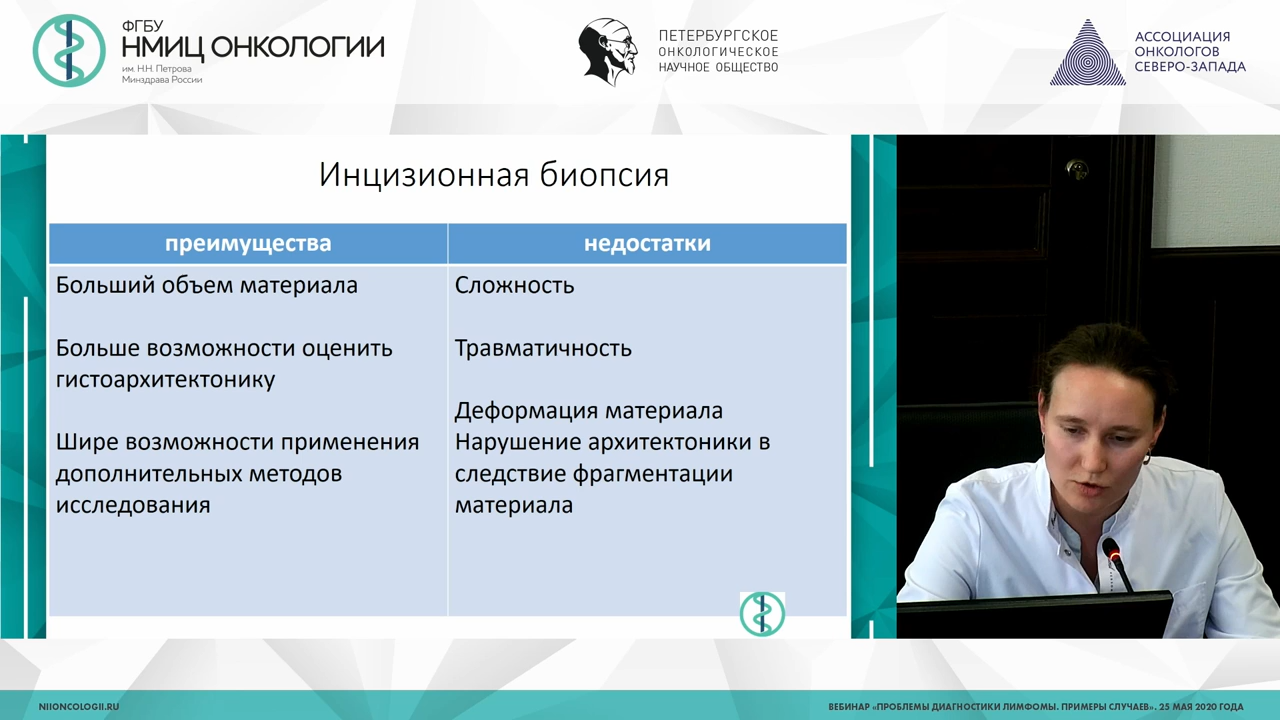 ФГБУ
НМИЦ ОНКОЛОГИИ
им. Н.Н. Петрова
Минздрава России
ПЕТЕРБУРГСКОЕ
ОНКОЛОГИЧЕСКОЕ
НАУЧНОЕ ОБЩЕСТВО
АССОЦИАЦИЯ
ОНКОЛОГОВ
СЕВЕРО-ЗАПАДА
Инцизионная биопсия
преимущества
Больший объем материала
Больше возможности оценить
гистоархитектонику
Шире возможности применения
дополнительных методов
исследования
недостатки
Сложность
Травматичность
Деформация материала
Нарушение архитектоники в
следствие фрагментации
материала
NIIONCOLOGII.RU
ВЕБИНАР «ПРОБЛЕМЫ ДИАГНОСТИКИ ЛИМФОМЫ. ПРИМЕРЫ СЛУЧАЕВ». 25 МАЯ 2020 ГОДА